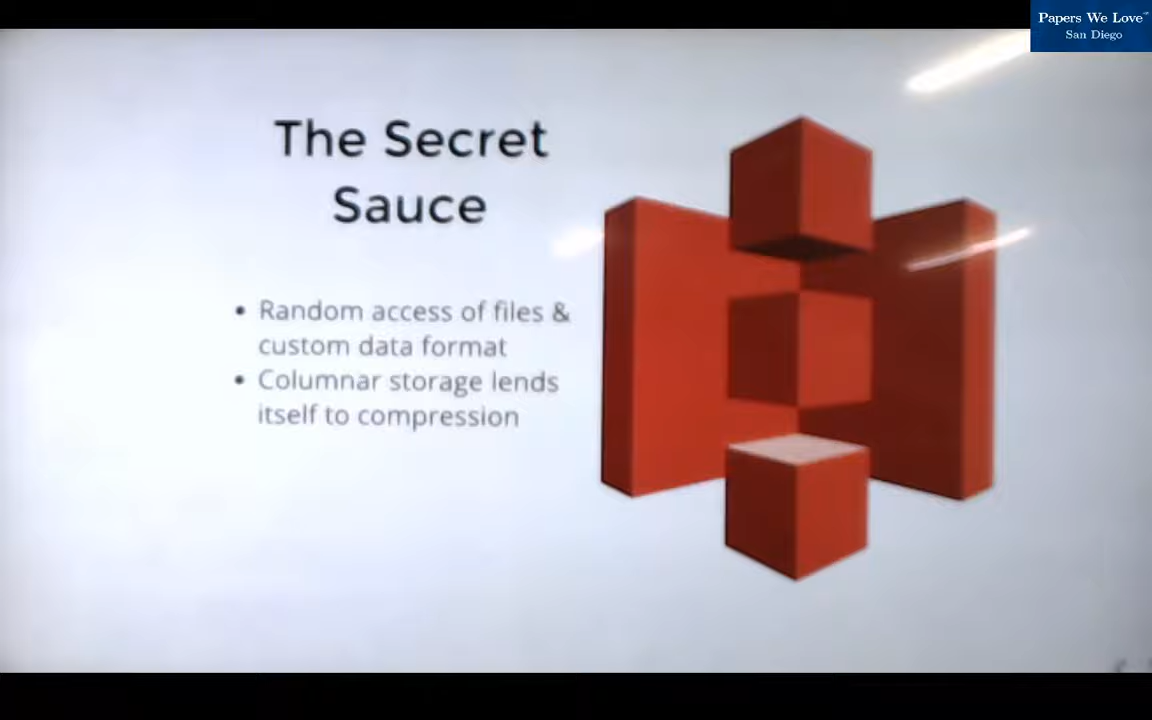 Papers We Love™
San Diego
The Secret
Sauce
• Random access of files &
custom data format
• Columnar storage lends
itself to compression